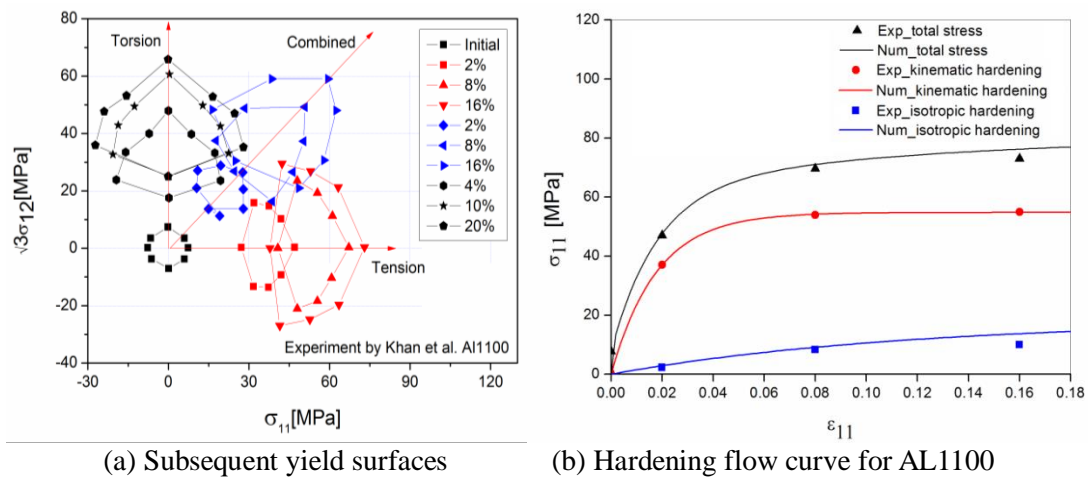 80
60
40
20
0
-20
-40
-30
0
30
60
90
120
√3σ12[MPa]
σ11[MPa]
Torsion
Combined
Tension
Initial
2%
8%
16%
2%
8%
16%
4%
10%
20%
Experiment by Khan et al. Al1100
(a) Subsequent yield surfaces
120
100
80
60
40
20
0
0.00
0.02
0.04
0.06
0.08
0.10
0.12
0.14
0.16
0.18
σ11 [MPa]
ε11
Exp_total stress
Num_total stress
Exp_kinematic hardening
Num_kinematic hardening
Exp_isotropic hardening
Num_isotropic hardening
(b) Hardening flow curve for AL1100